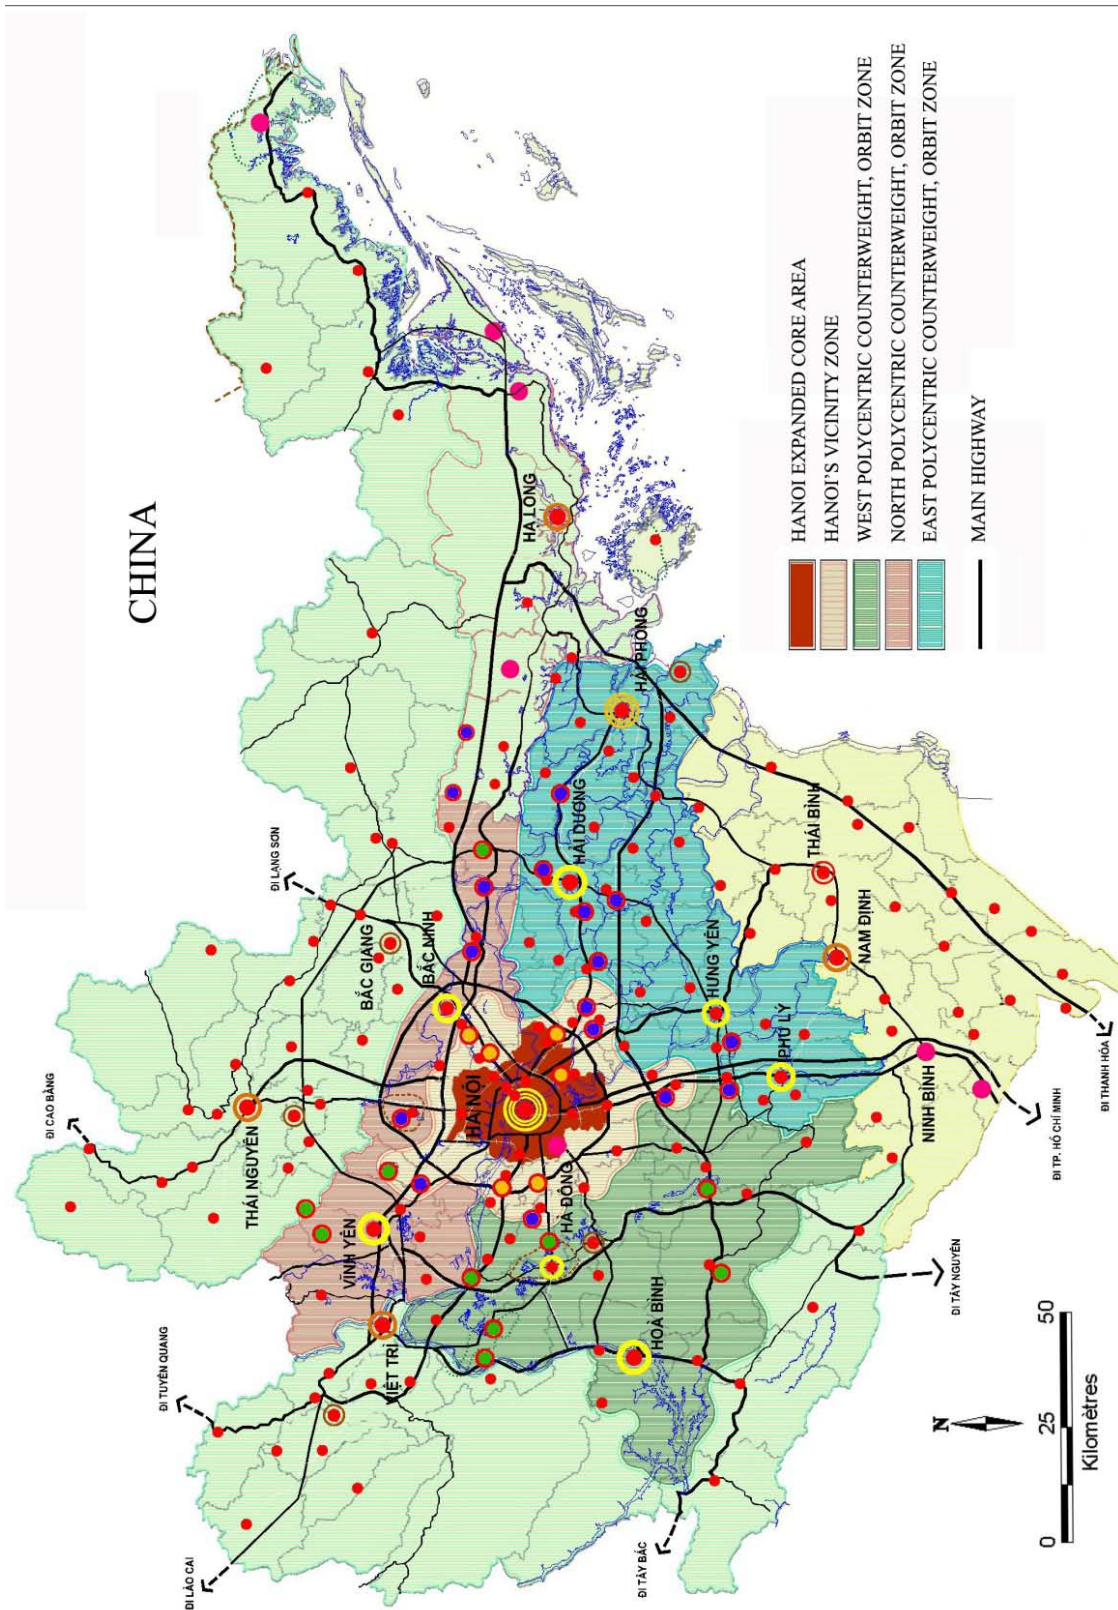 CHINA
ĐI LẠNG SƠN
ĐI CAO BẰNG
ĐI TUYÊN QUANG
ĐI LÀO CAI
THÁI NGUYÊN
BẮC GIANG
BẮC NINH
VĨNH YÊN
VIỆT TRÌ
HÀ NỘI
HÀ ĐÔNG
HOÀ BÌNH
HẢI DƯƠNG
HƯNG YÊN
PHỦ LÝ
HẢI PHÒNG
HẠ LONG
THÁI BÌNH
NAM ĐỊNH
NINH BÌNH
ĐI TÂY BẮC
ĐI TÂY NGUYÊN
ĐI TP. HỒ CHÍ MINH
ĐI THANH HÓA
HANOI EXPANDED CORE AREA
HANOI'S VICINITY ZONE
WEST POLYCENTRIC COUNTERWEIGHT, ORBIT ZONE
NORTH POLYCENTRIC COUNTERWEIGHT, ORBIT ZONE
EAST POLYCENTRIC COUNTERWEIGHT, ORBIT ZONE
MAIN HIGHWAY
N
0 25 50
Kilomètres